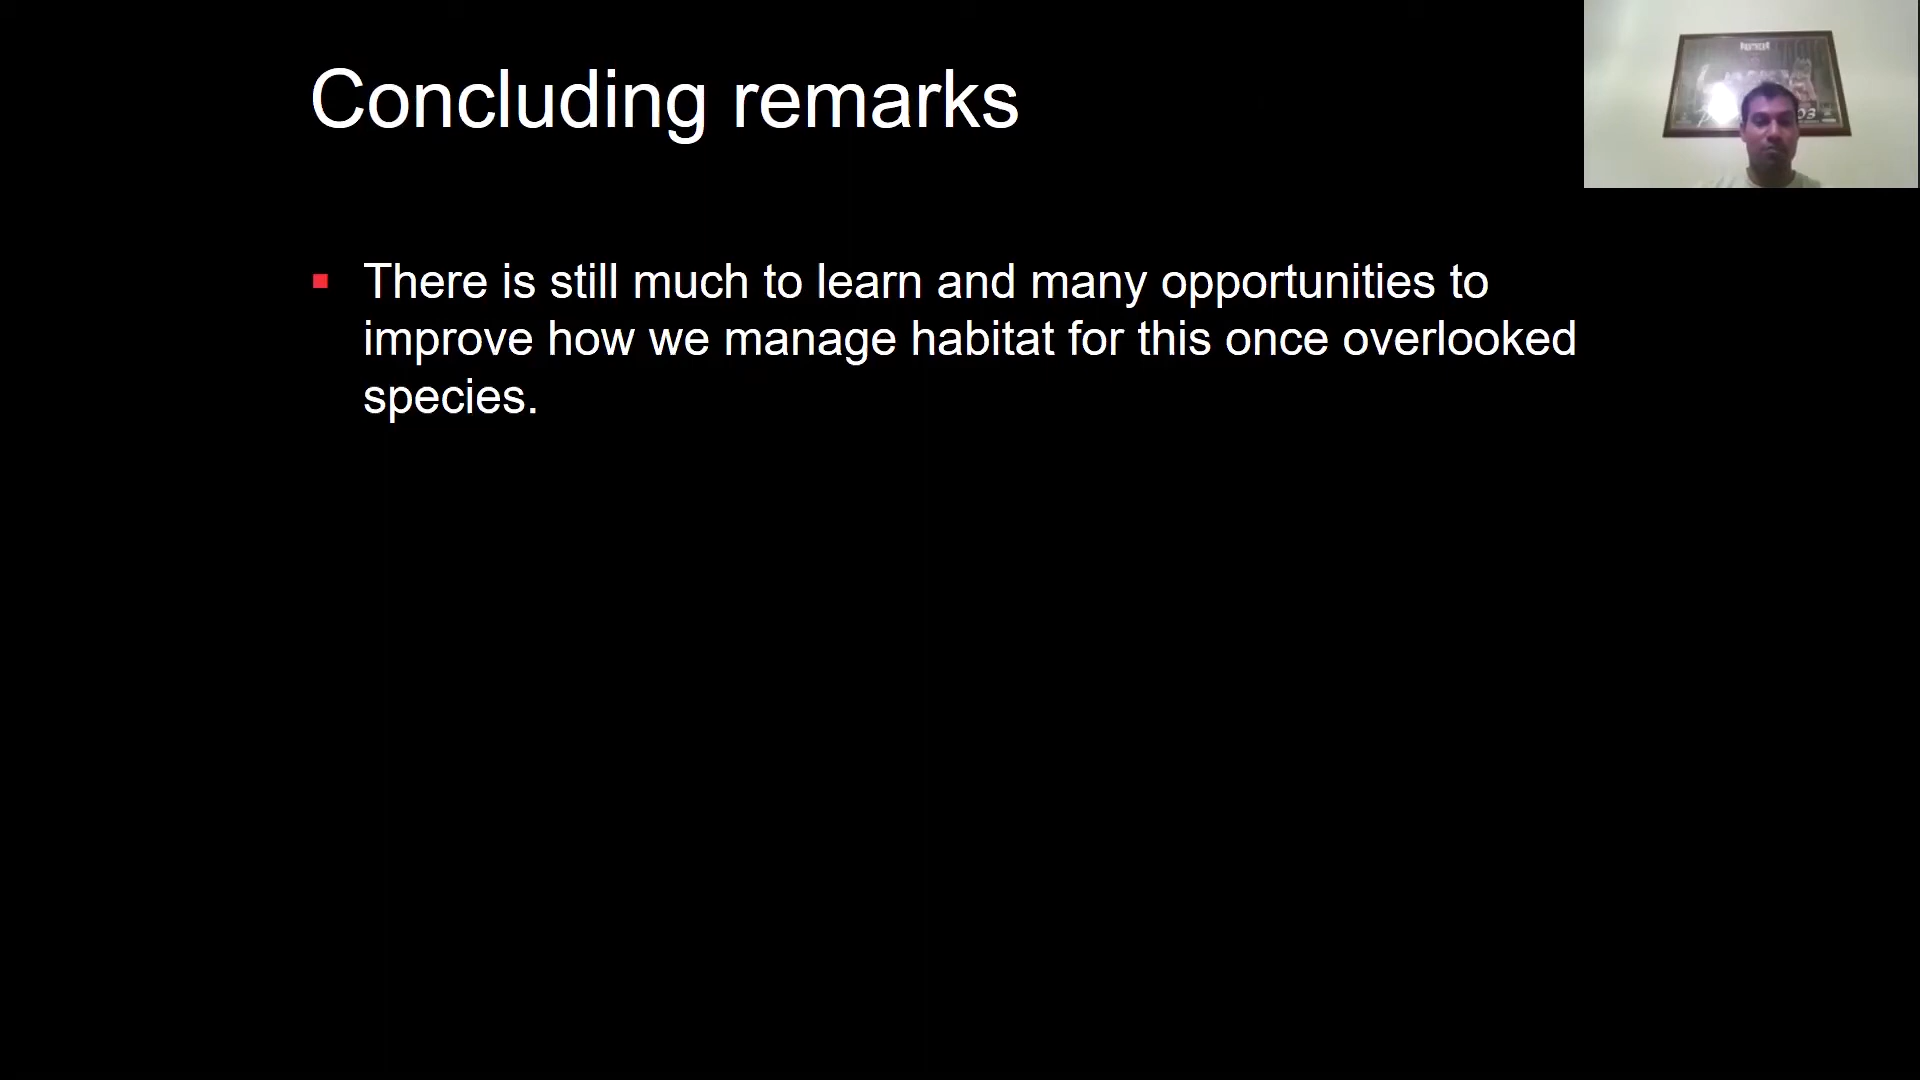 Concluding remarks
There is still much to learn and many opportunities to
improve how we manage habitat for this once overlooked
species.
03